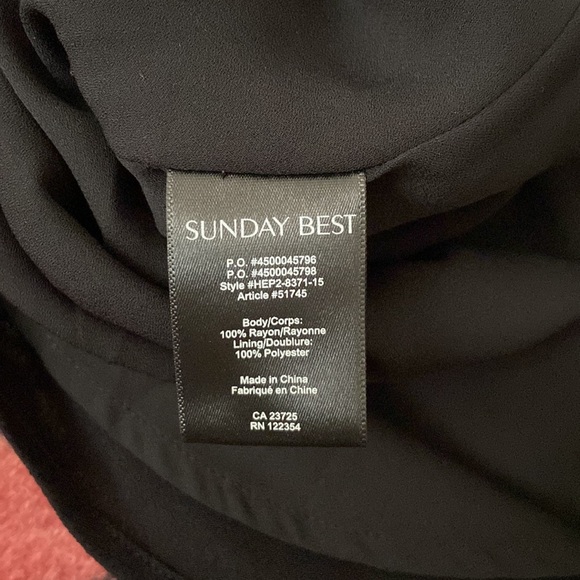 SUNDAY BEST
P.O. #4500045796
P.O. #4500045798
Style #HEP2-8371-15
Article #51745
Body/Corps:
100% Rayon/Rayonne
Lining/Doublure:
100% Polyester
Made in China
Fabriqué en Chine
CA 23725
RN 122354